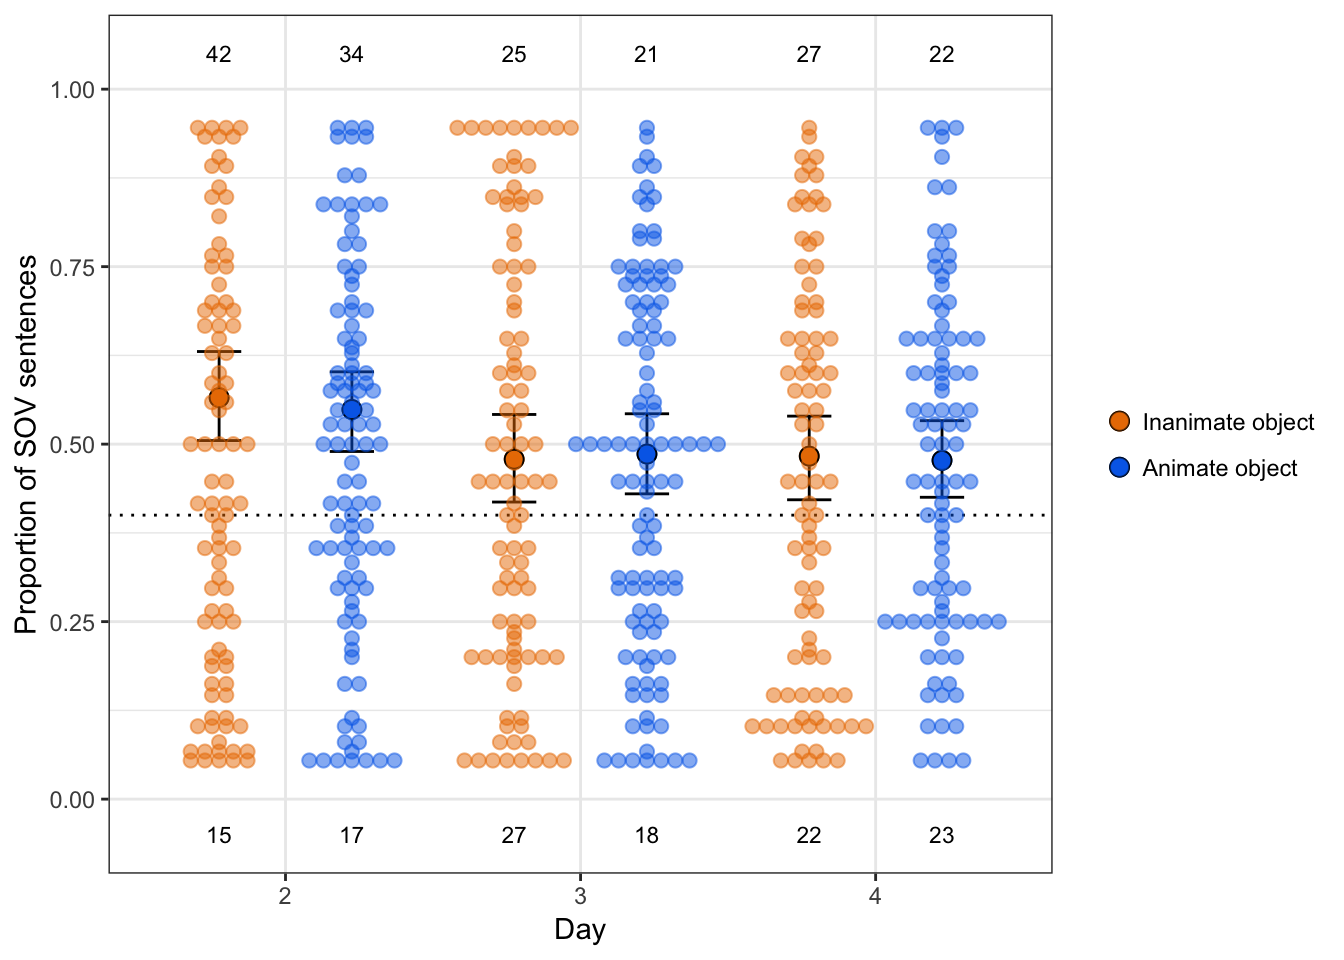 42 34 25 21 27 22
1.00
0.75
0.50
0.25
0.00
Proportion of SOV sentences
15 17 27 18 22 23
2 3 4
Day
Inanimate object
Animate object